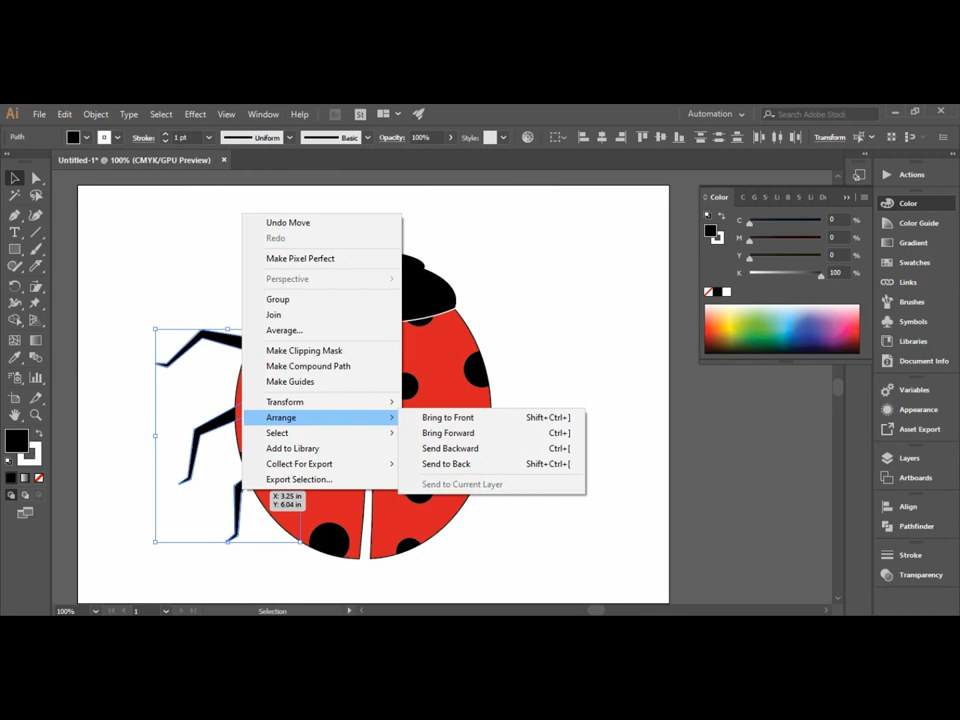 Ai File Edit Object Type Select Effect View Window Help Br St Automation Search Adobe Stock
Path Stroke: 1 pt Uniform Basic Opacity: 100% Style: Transform
Untitled-1* @ 100% (CMYK/GPU Preview) ×
Undo Move
Redo
Make Pixel Perfect
Perspective
Group
Join
Average...
Make Clipping Mask
Make Compound Path
Make Guides
Transform
Arrange
Select
Add to Library
Collect For Export
Export Selection...
Bring to Front Shift+Ctrl+]
Bring Forward Ctrl+]
Send Backward Ctrl+[
Send to Back Shift+Ctrl+[
Send to Current Layer
X: 3.25 in
Y: 6.04 in
Color C G S L B S L D
C 0 %
M 0 %
Y 0 %
K 100 %
Actions
Color
Color Guide
Gradient
Swatches
Links
Brushes
Symbols
Libraries
Document Info
Variables
Appearance
Asset Export
Layers
Artboards
Align
Pathfinder
Stroke
Transparency
100% 1 Selection